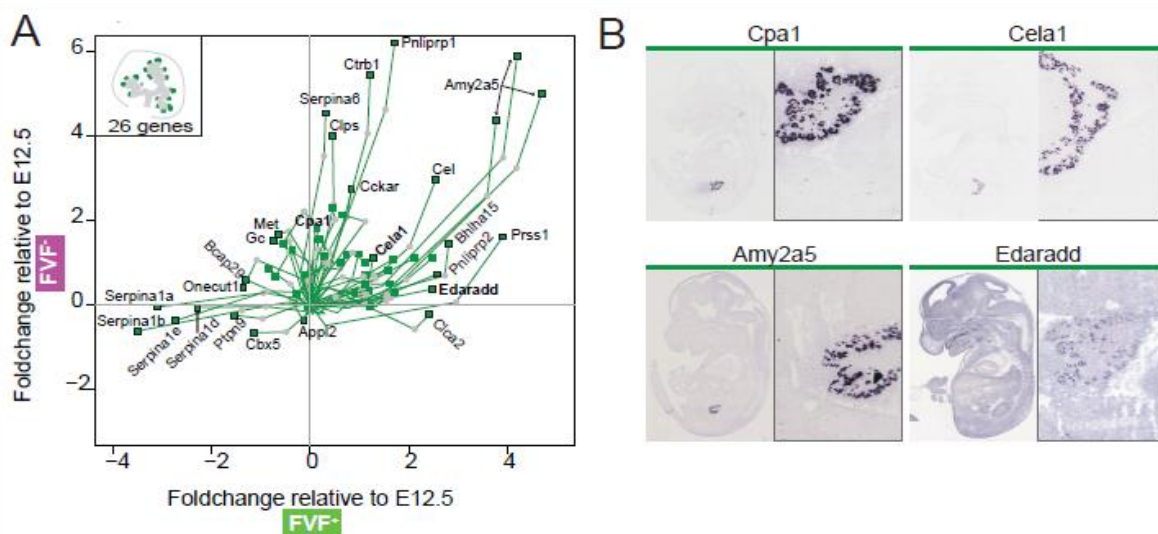 A
B
Cpa1
Cela1
Amy2a5
Edaradd
26 genes
Pnliprp1
Ctrb1
Amy2a5
Serpina6
Clps
Cel
Cckar
Met
Cpa1
Gc
Cela1
Bhlha15
Prss1
Bcap29
Pnliprp2
Onecut1
Edaradd
Serpina1a
Serpina1b
Serpina1e
Serpina1d
Ptpn9
Cbx5
Appl2
Clca2
6
4
2
0
−2
−4
−2
0
2
4
Foldchange relative to E12.5
FVF-
Foldchange relative to E12.5
FVF+